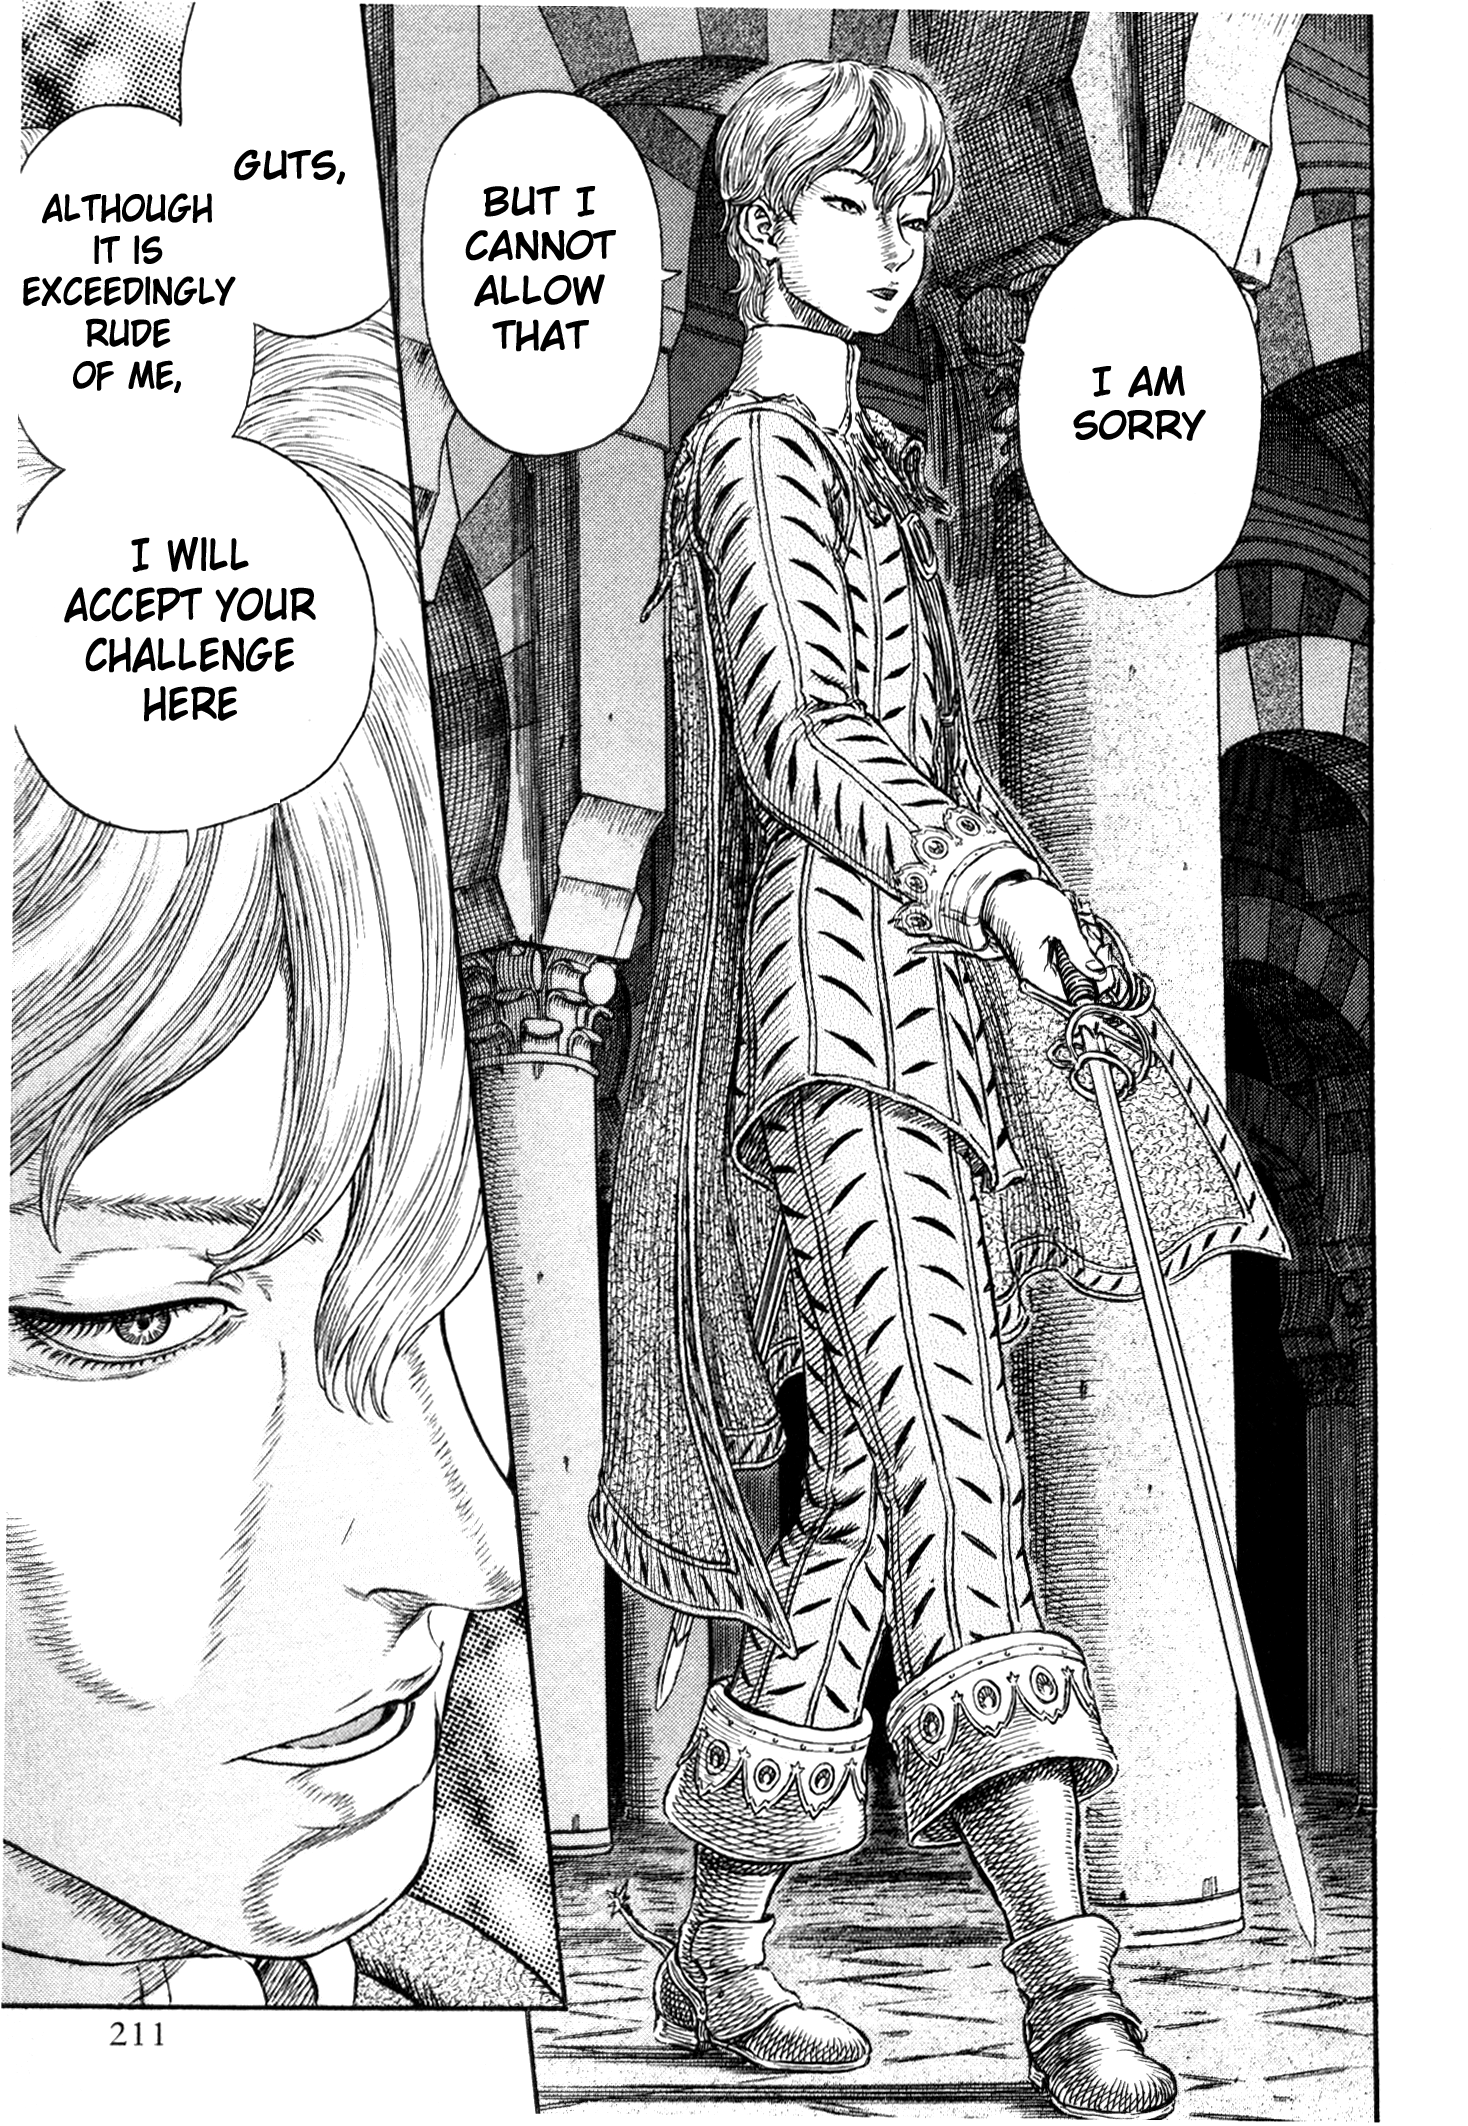 I AM
SORRY
BUT I
CANNOT
ALLOW
THAT
GUTS,
ALTHOUGH
IT IS
EXCEEDINGLY
RUDE
OF ME,
I WILL
ACCEPT YOUR
CHALLENGE
HERE
211